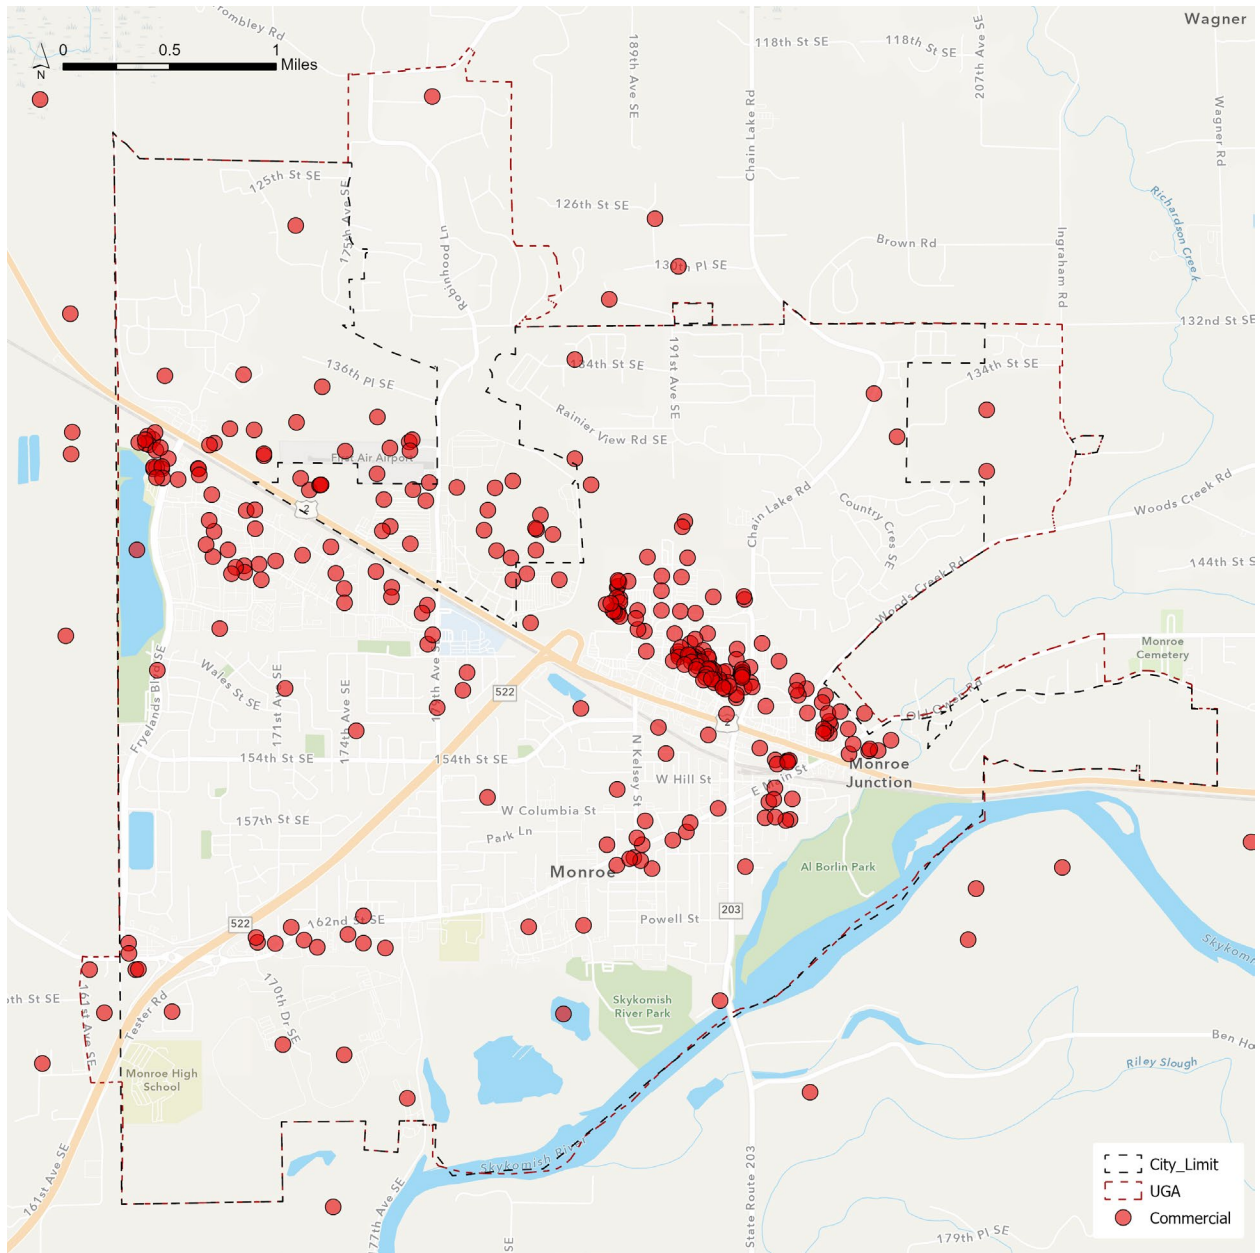 Wagner
0 0.5 1
Miles
N
118th St SE
118th St SE
207th Ave SE
189th Ave SE
Chain Lake Rd
Wagner Rd
125th St SE
175th Ave SE
Robinhood Ln
126th St SE
Brown Rd
Ingraham Rd
Richardson Creek
132nd St SE
136th Pl SE
134th St SE
191st Ave SE
134th St SE
Rainier View Rd SE
2
Chain Lake Rd
Country Cres SE
Woods Creek Rd
Woods Creek Rd
144th St SE
Monroe
Cemetery
Wales St SE
171st Ave SE
174th Ave SE
Fryelands Blvd SE
522
154th St SE
154th St SE
N Kelsey St
W Hill St
E Main St
Monroe
Junction
W Columbia St
Park Ln
157th St SE
Monroe
Al Borlin Park
522
162nd St SE
Powell St
203
161st Ave SE
Tester Rd
170th Dr SE
Skykomish
River Park
Monroe High
School
Riley Slough
Skykomish River
161st Ave SE
177th Ave SE
SE
State Route 203
179th Pl SE
City_Limit
UGA
Commercial